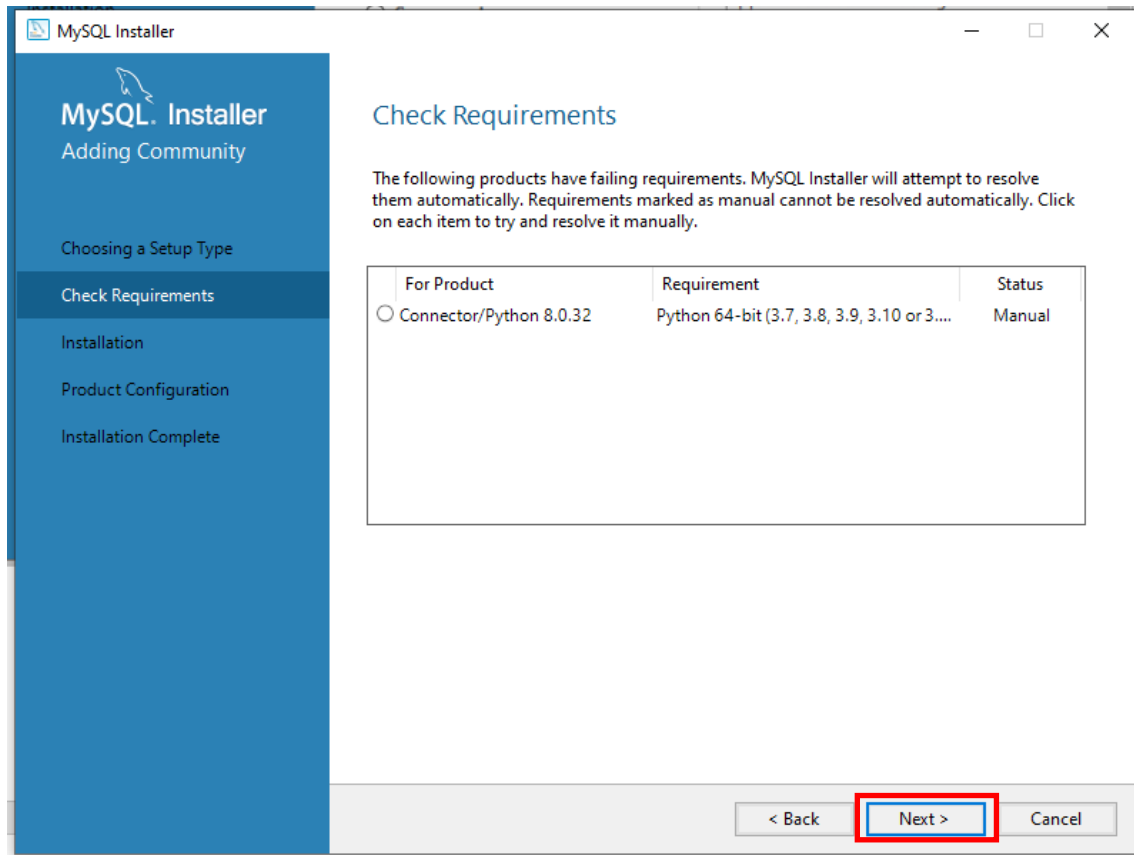 MySQL Installer
MySQL. Installer
Adding Community
Choosing a Setup Type
Check Requirements
Installation
Product Configuration
Installation Complete
Check Requirements
The following products have failing requirements. MySQL Installer will attempt to resolve
them automatically. Requirements marked as manual cannot be resolved automatically. Click
on each item to try and resolve it manually.
For Product Requirement Status
Connector/Python 8.0.32 Python 64-bit (3.7, 3.8, 3.9, 3.10 or 3.... Manual
< Back Next > Cancel